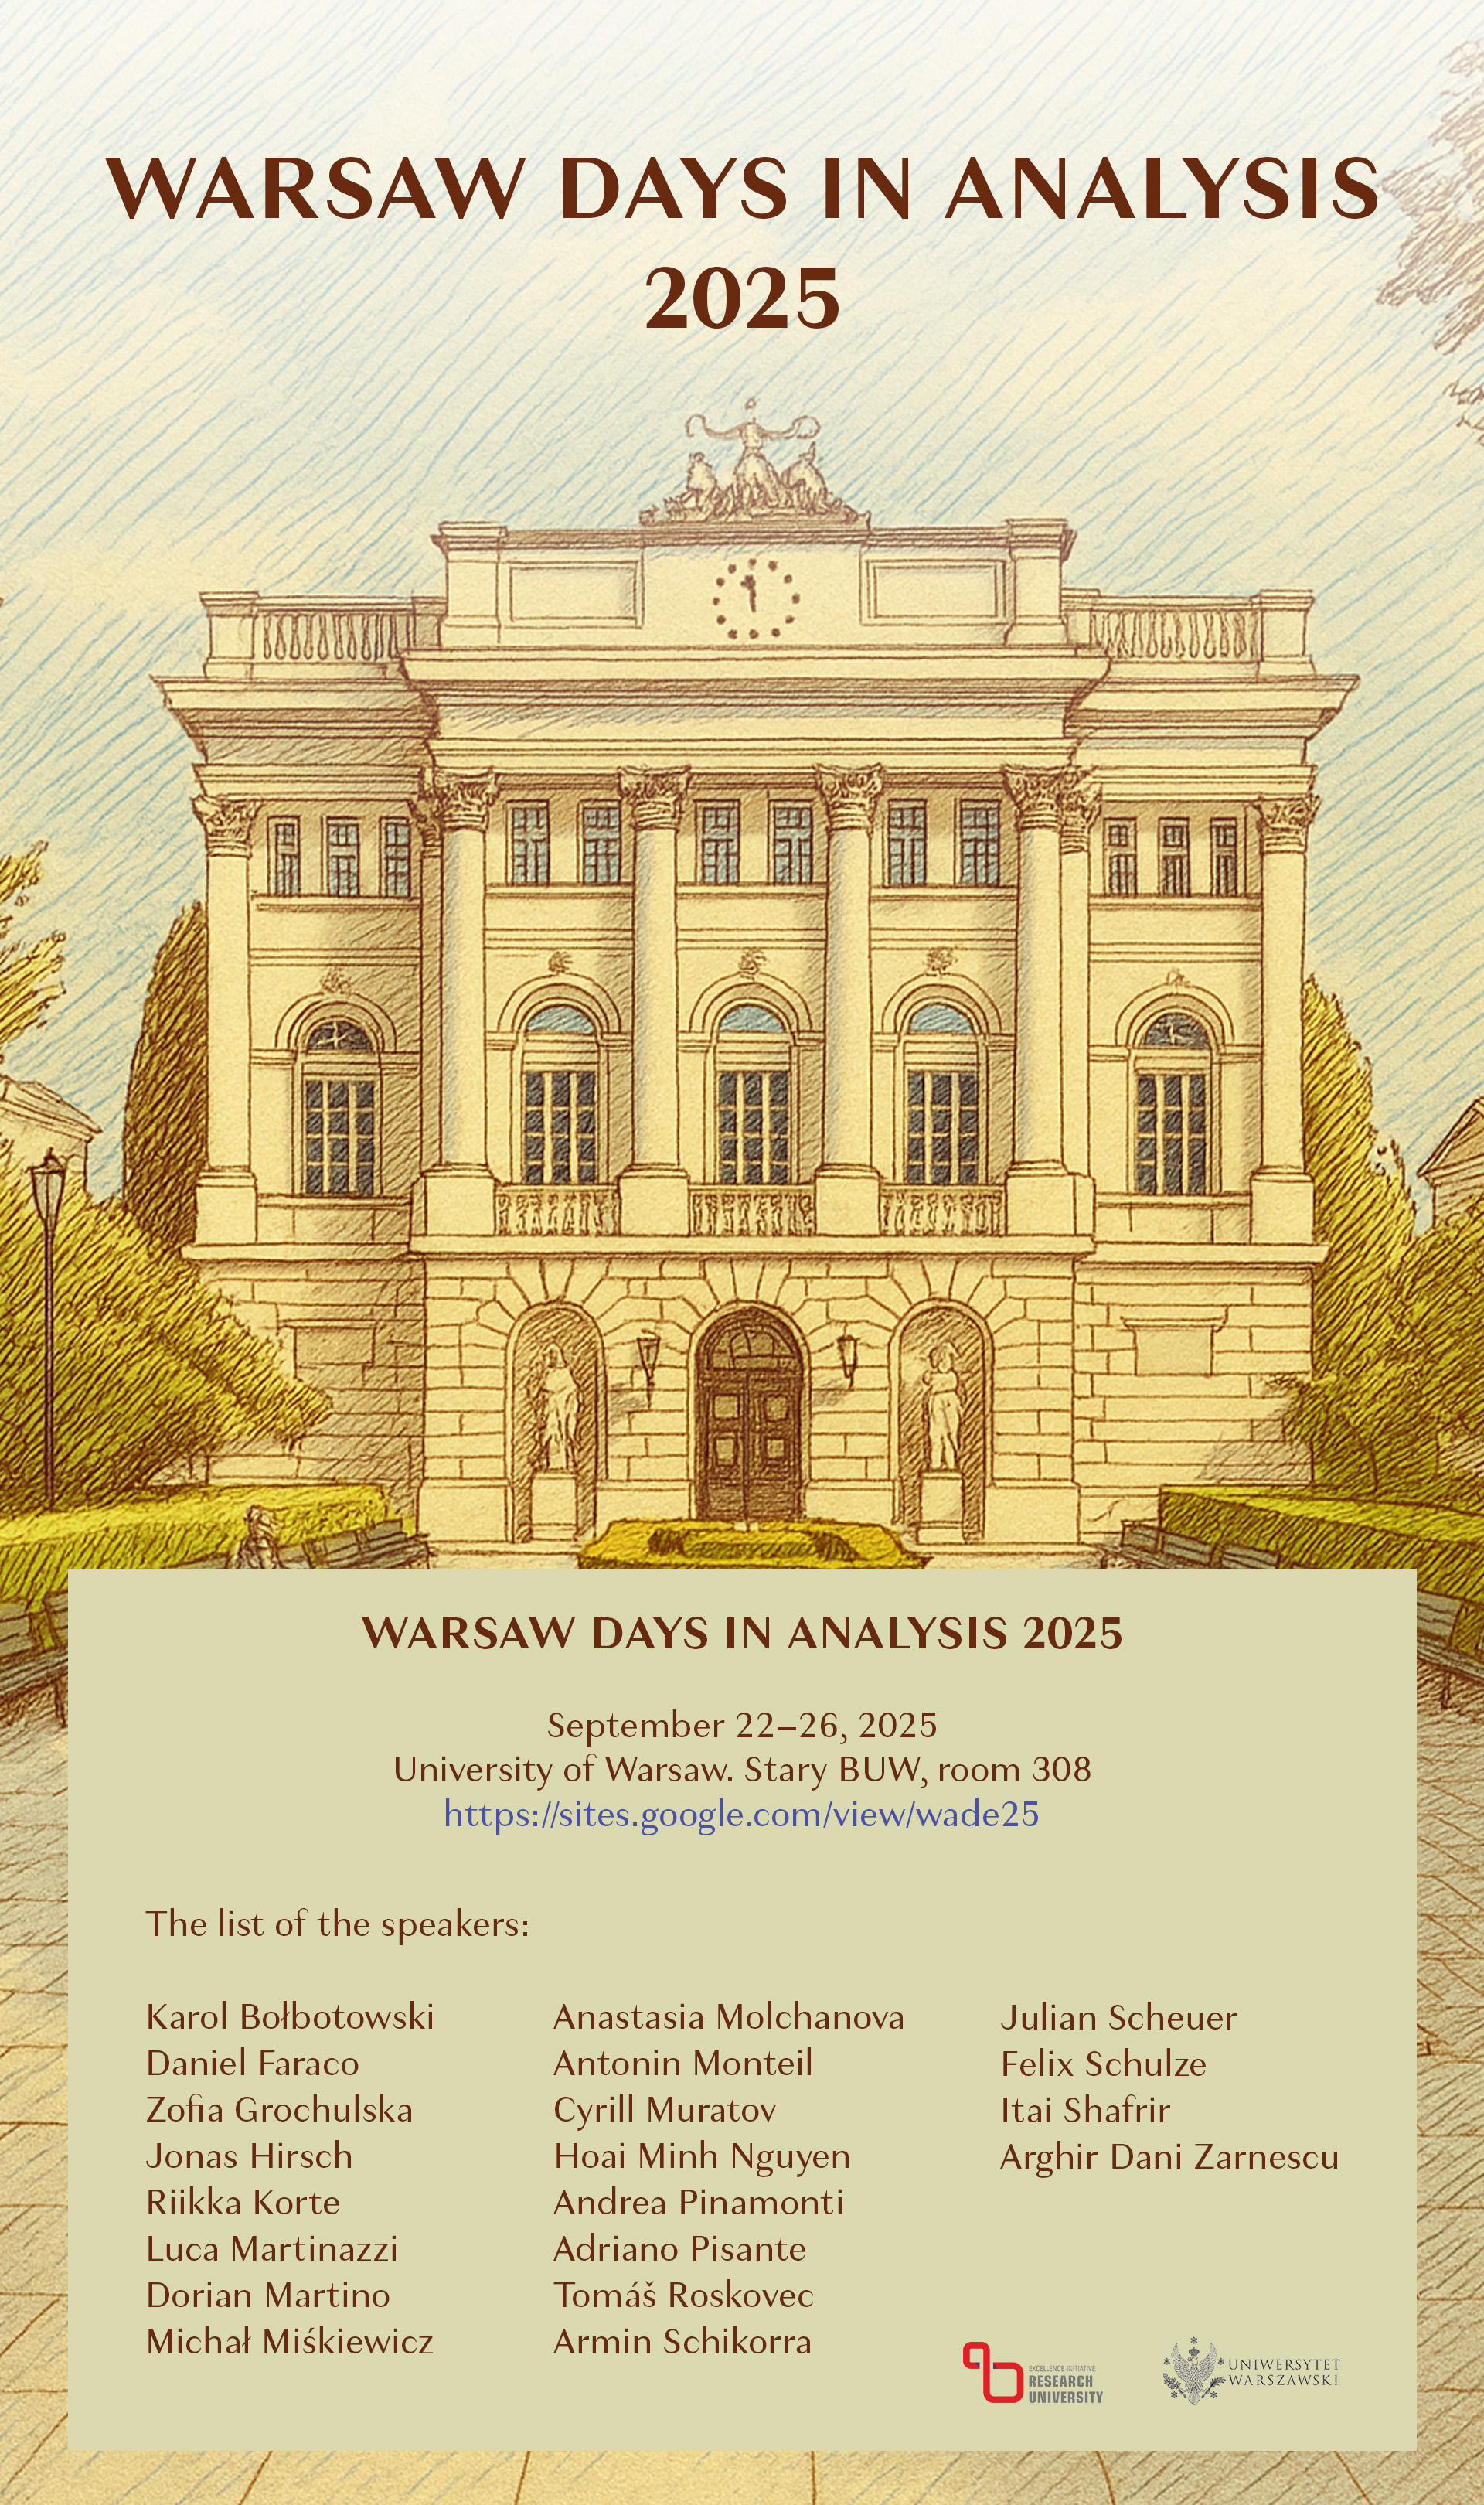 WARSAW DAYS IN ANALYSIS
2025
WARSAW DAYS IN ANALYSIS 2025
September 22–26, 2025
University of Warsaw. Stary BUW, room 308
https://sites.google.com/view/wade25
The list of the speakers:
Karol Bołbotowski
Daniel Faraco
Zofia Grochulska
Jonas Hirsch
Riikka Korte
Luca Martinazzi
Dorian Martino
Michał Miśkiewicz
Anastasia Molchanova
Antonin Monteil
Cyrill Muratov
Hoai Minh Nguyen
Andrea Pinamonti
Adriano Pisante
Tomáš Roskovec
Armin Schikorra
Julian Scheuer
Felix Schulze
Itai Shafrir
Arghir Dani Zarnescu
EXCELLENCE INITIATIVE
RESEARCH
UNIVERSITY
UNIWERSYTET
WARSZAWSKI